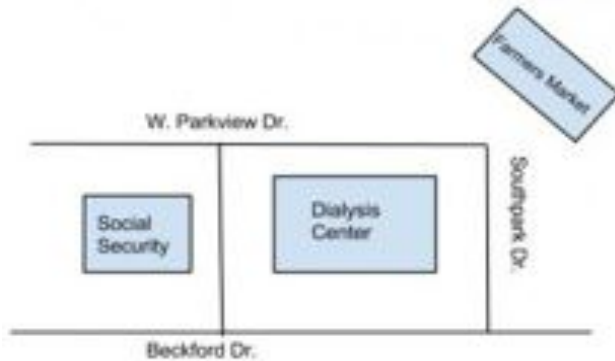 Farmers Market
W. Parkview Dr.
Social
Security
Dialysis
Center
Southpark Dr.
Beckford Dr.